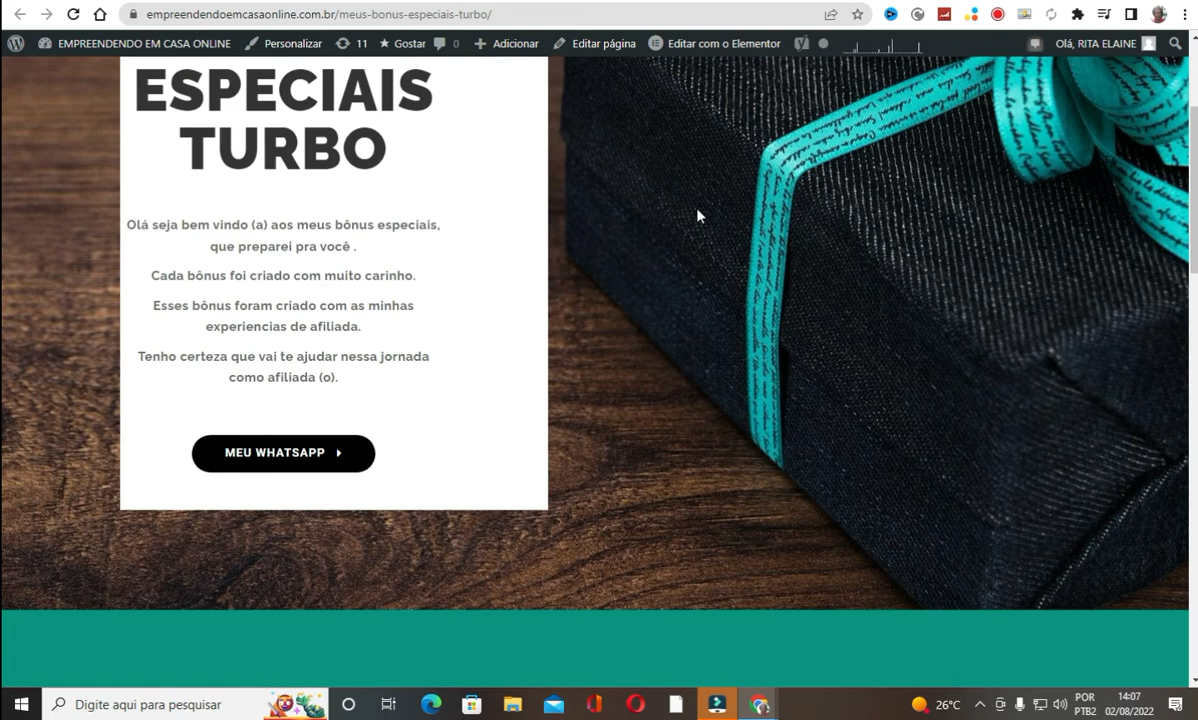 empreendendoemcasaonline.com.br/meus-bonus-especiais-turbo/
EMPREENDENDO EM CASA ONLINE
Personalizar
11
Gostar
0
Adicionar
Editar página
Editar com o Elementor
Olá, RITA ELAINE
ESPECIAIS
TURBO
Olá seja bem vindo (a) aos meus bônus especiais,
que preparei pra você .
Cada bônus foi criado com muito carinho.
Esses bônus foram criado com as minhas
experiencias de afiliada.
Tenho certeza que vai te ajudar nessa jornada
como afiliada (o).
MEU WHATSAPP
Digite aqui para pesquisar
26°C
POR
PTB2
14:07
02/08/2022